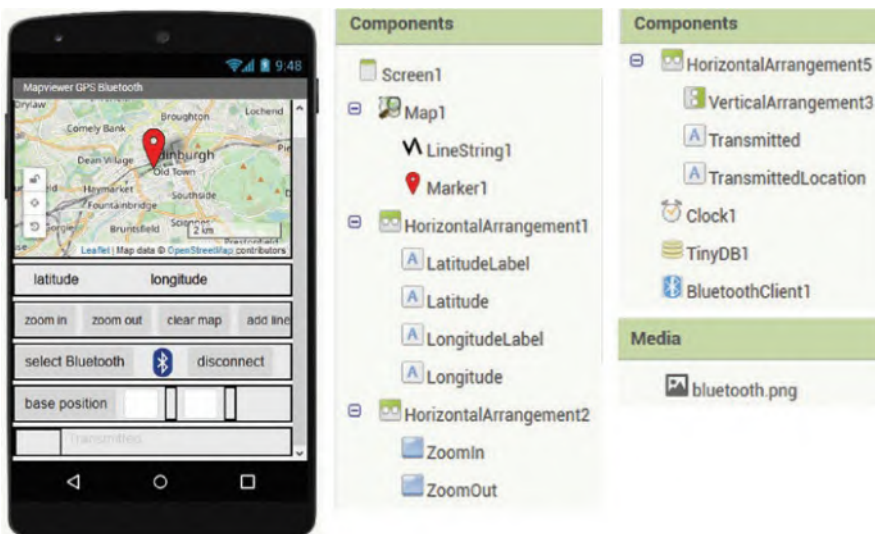 9:48
Mapviewer GPS Bluetooth
Drylaw
Broughton
Lochend
Comely Bank
Dean Village
dinburgh
Old Town
Haymarket
Fountainbridge
Southside
Gorgie
Bruntsfield
2 km
Leaflet | Map data © OpenStreetMap contributors
latitude longitude
zoom in zoom out clear map add line
select Bluetooth disconnect
base position
Transmitted
Components
Screen1
Map1
LineString1
Marker1
HorizontalArrangement1
A LatitudeLabel
A Latitude
A LongitudeLabel
A Longitude
HorizontalArrangement2
ZoomIn
ZoomOut
Components
HorizontalArrangement5
VerticalArrangement3
A Transmitted
A TransmittedLocation
Clock1
TinyDB1
BluetoothClient1
Media
bluetooth.png